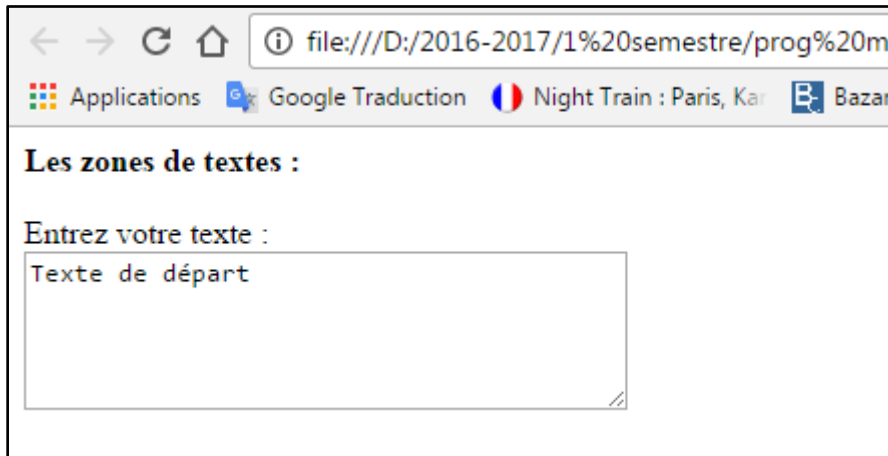 file:///D:/2016-2017/1%20semestre/prog%20m
Applications Google Traduction Night Train : Paris, Kar Bazar
Les zones de textes :
Entrez votre texte :
Texte de départ